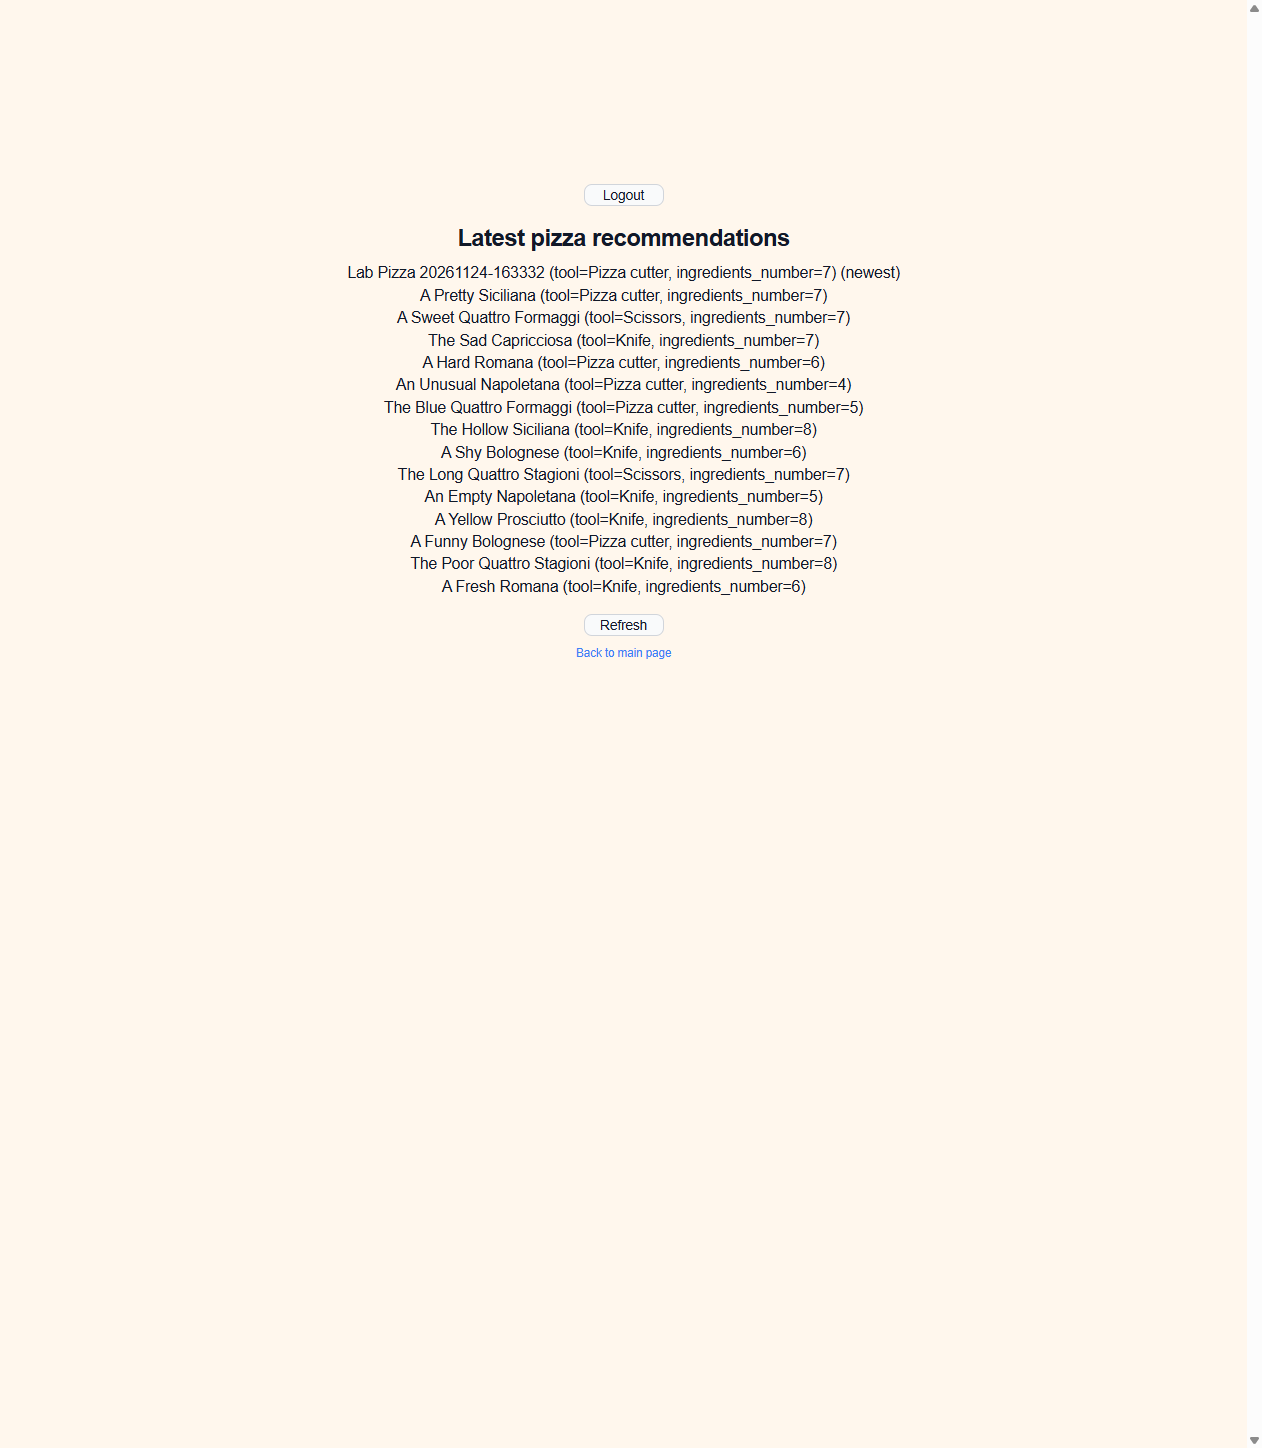 Logout
Latest pizza recommendations
Lab Pizza 20261124-163332 (tool=Pizza cutter, ingredients_number=7) (newest)
A Pretty Siciliana (tool=Pizza cutter, ingredients_number=7)
A Sweet Quattro Formaggi (tool=Scissors, ingredients_number=7)
The Sad Capricciosa (tool=Knife, ingredients_number=7)
A Hard Romana (tool=Pizza cutter, ingredients_number=6)
An Unusual Napoletana (tool=Pizza cutter, ingredients_number=4)
The Blue Quattro Formaggi (tool=Pizza cutter, ingredients_number=5)
The Hollow Siciliana (tool=Knife, ingredients_number=8)
A Shy Bolognese (tool=Knife, ingredients_number=6)
The Long Quattro Stagioni (tool=Scissors, ingredients_number=7)
An Empty Napoletana (tool=Knife, ingredients_number=5)
A Yellow Prosciutto (tool=Knife, ingredients_number=8)
A Funny Bolognese (tool=Pizza cutter, ingredients_number=7)
The Poor Quattro Stagioni (tool=Knife, ingredients_number=8)
A Fresh Romana (tool=Knife, ingredients_number=6)
Refresh
Back to main page